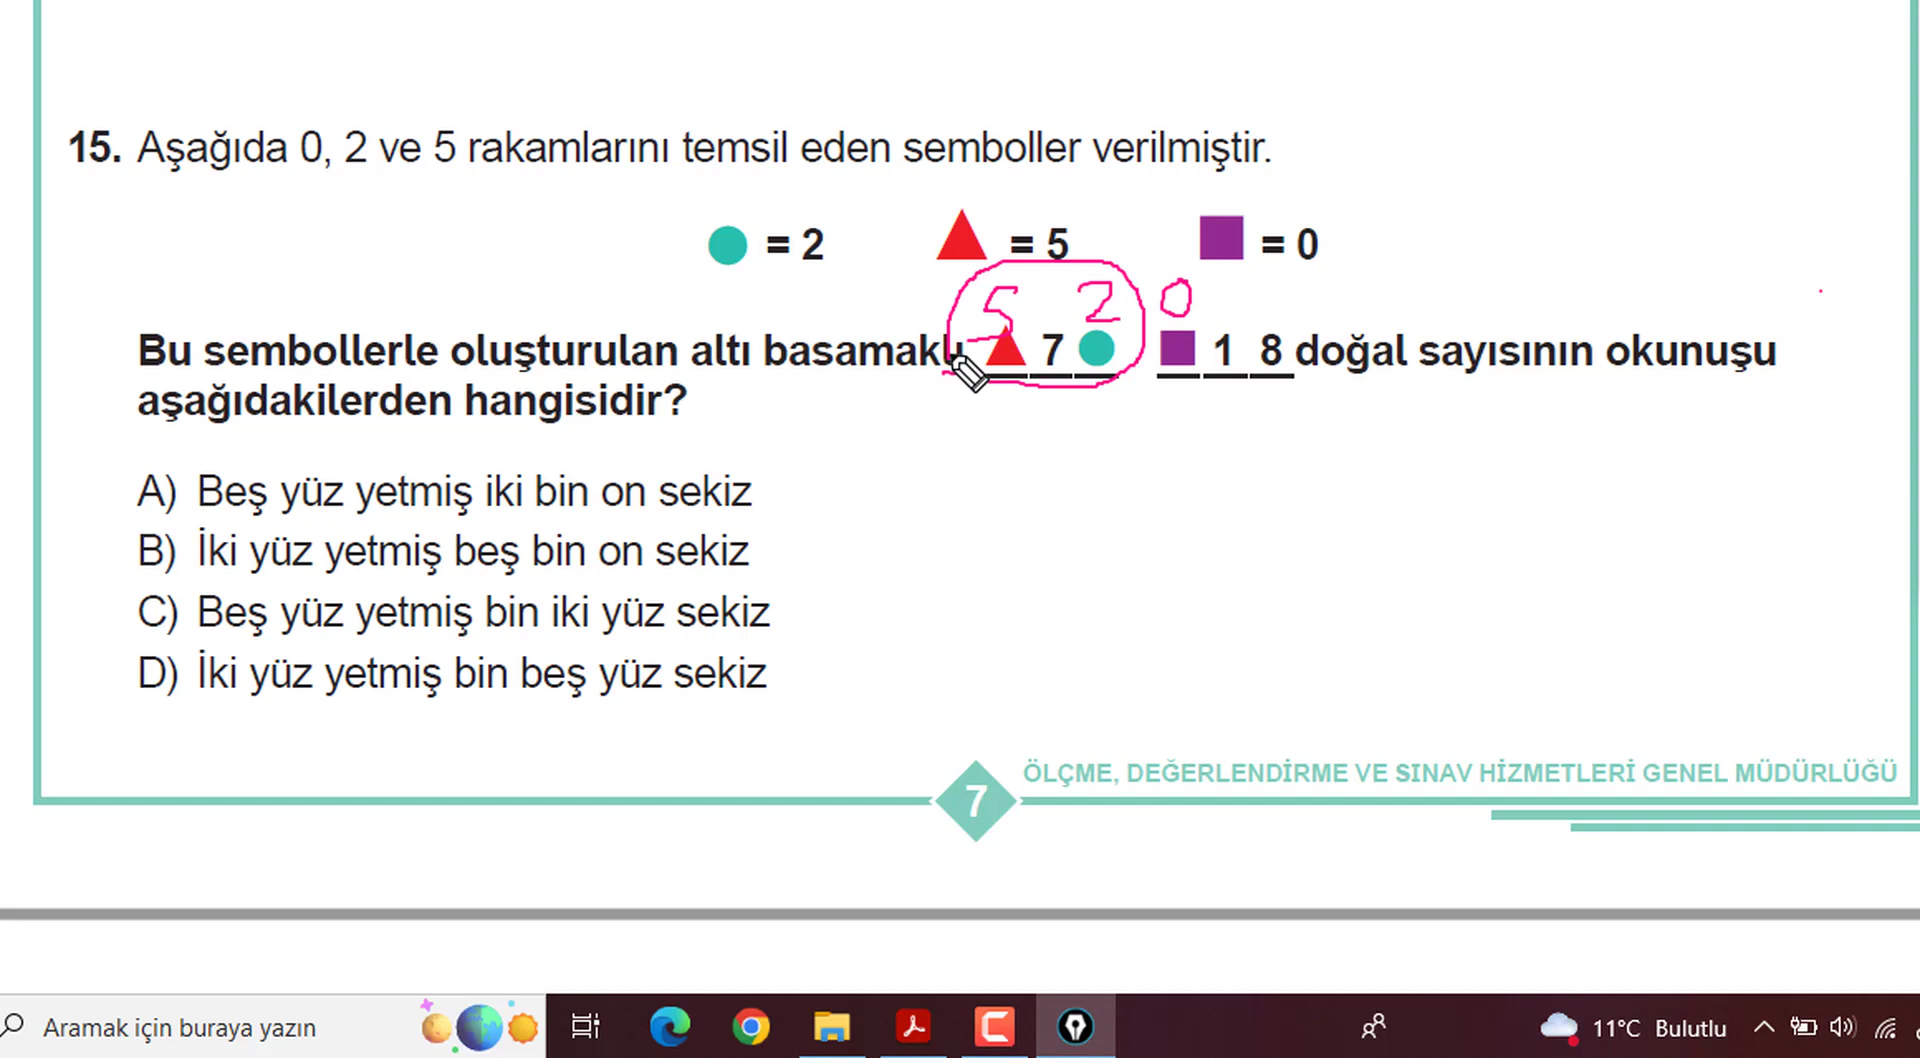 15. Aşağıda 0, 2 ve 5 rakamlarını temsil eden semboller verilmiştir.
= 2 = 5 = 0
5 2 0
Bu sembollerle oluşturulan altı basamaklı 7 1 8 doğal sayısının okunuşu
aşağıdakilerden hangisidir?
A) Beş yüz yetmiş iki bin on sekiz
B) İki yüz yetmiş beş bin on sekiz
C) Beş yüz yetmiş bin iki yüz sekiz
D) İki yüz yetmiş bin beş yüz sekiz
ÖLÇME, DEĞERLENDİRME VE SINAV HİZMETLERİ GENEL MÜDÜRLÜĞÜ
7
Aramak için buraya yazın
11°C Bulutlu